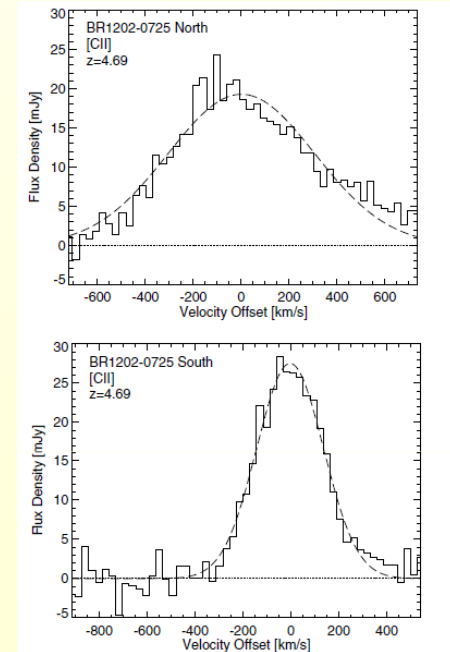 30
BR1202-0725 North
[CII]
z=4.69
25
20
15
10
5
0
-5
Flux Density [mJy]
-600 -400 -200 0 200 400 600
Velocity Offset [km/s]
30
BR1202-0725 South
[CII]
z=4.69
25
20
15
10
5
0
-5
Flux Density [mJy]
-800 -600 -400 -200 0 200 400
Velocity Offset [km/s]